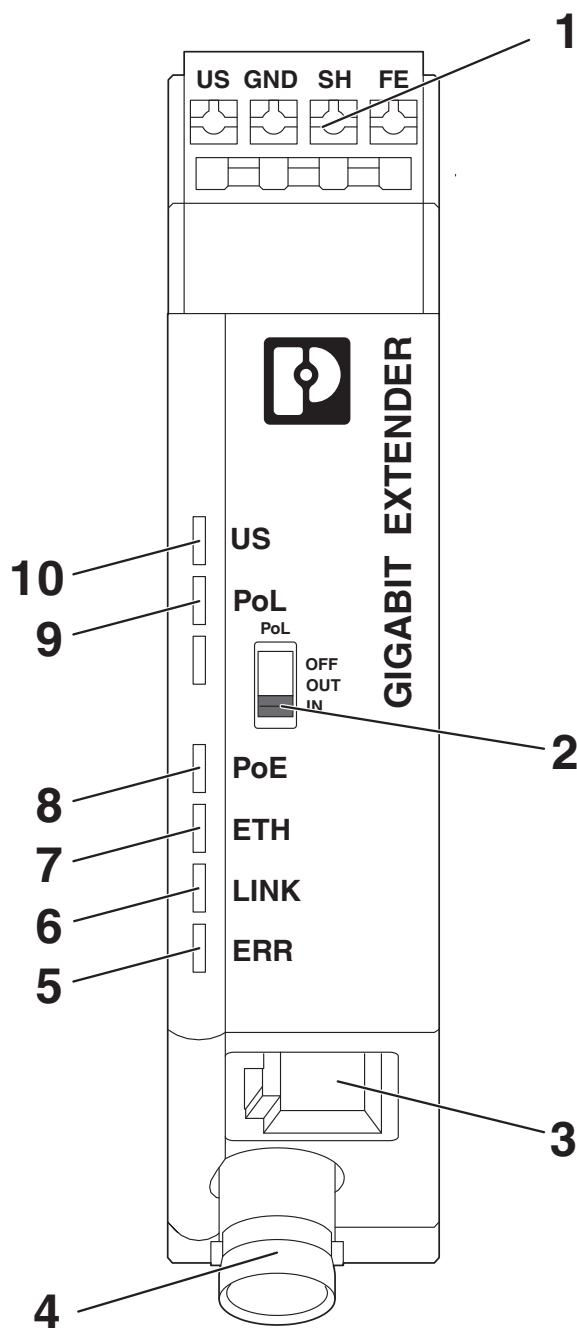 1
US GND SH FE
GIGABIT EXTENDER
10
US
9
PoL
PoL
OFF
OUT
IN
2
8
PoE
7
ETH
6
LINK
5
ERR
3
4